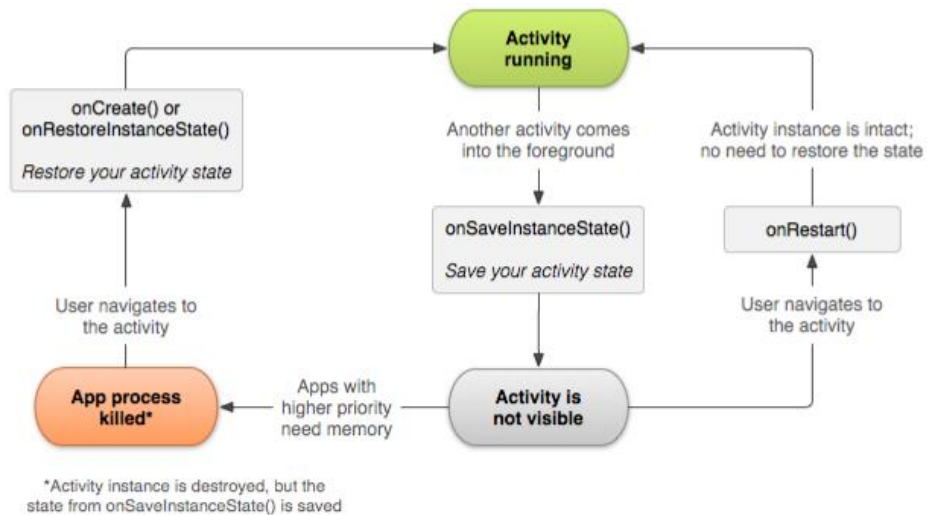 Activity
running
onCreate() or
onRestoreInstanceState()
Restore your activity state
Another activity comes
into the foreground
Activity instance is intact;
no need to restore the state
onSaveInstanceState()
Save your activity state
onRestart()
User navigates to
the activity
User navigates to
the activity
App process
killed*
Apps with
higher priority
need memory
Activity is
not visible
*Activity instance is destroyed, but the
state from onSaveInstanceState() is saved